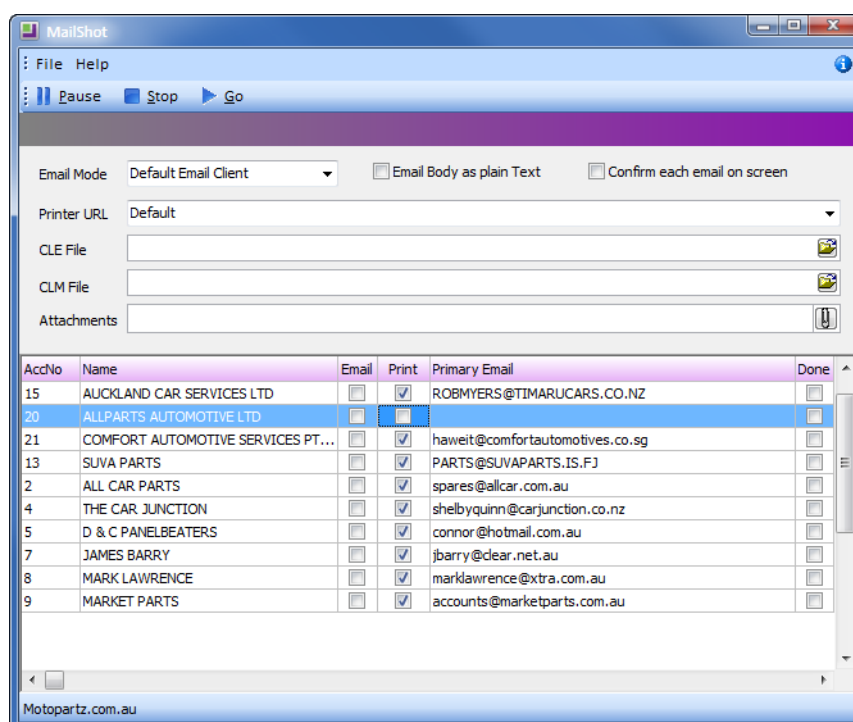 MailShot
File Help
Pause Stop Go
Email Mode Default Email Client Email Body as plain Text Confirm each email on screen
Printer URL Default
CLE File
CLM File
Attachments
AccNo Name Email Print Primary Email Done
15 AUCKLAND CAR SERVICES LTD ROBMYERS@TIMARUCARS.CO.NZ
20 ALLPARTS AUTOMOTIVE LTD
21 COMFORT AUTOMOTIVE SERVICES PT... haweit@comfortautomotives.co.sg
13 SUVA PARTS PARTS@SUVAPARTS.IS.FJ
2 ALL CAR PARTS spares@allcar.com.au
4 THE CAR JUNCTION shelbyquinn@carjunction.co.nz
5 D & C PANELBEATERS connor@hotmail.com.au
7 JAMES BARRY jbarry@clear.net.au
8 MARK LAWRENCE marklawrence@xtra.com.au
9 MARKET PARTS accounts@marketparts.com.au
Motopartz.com.au